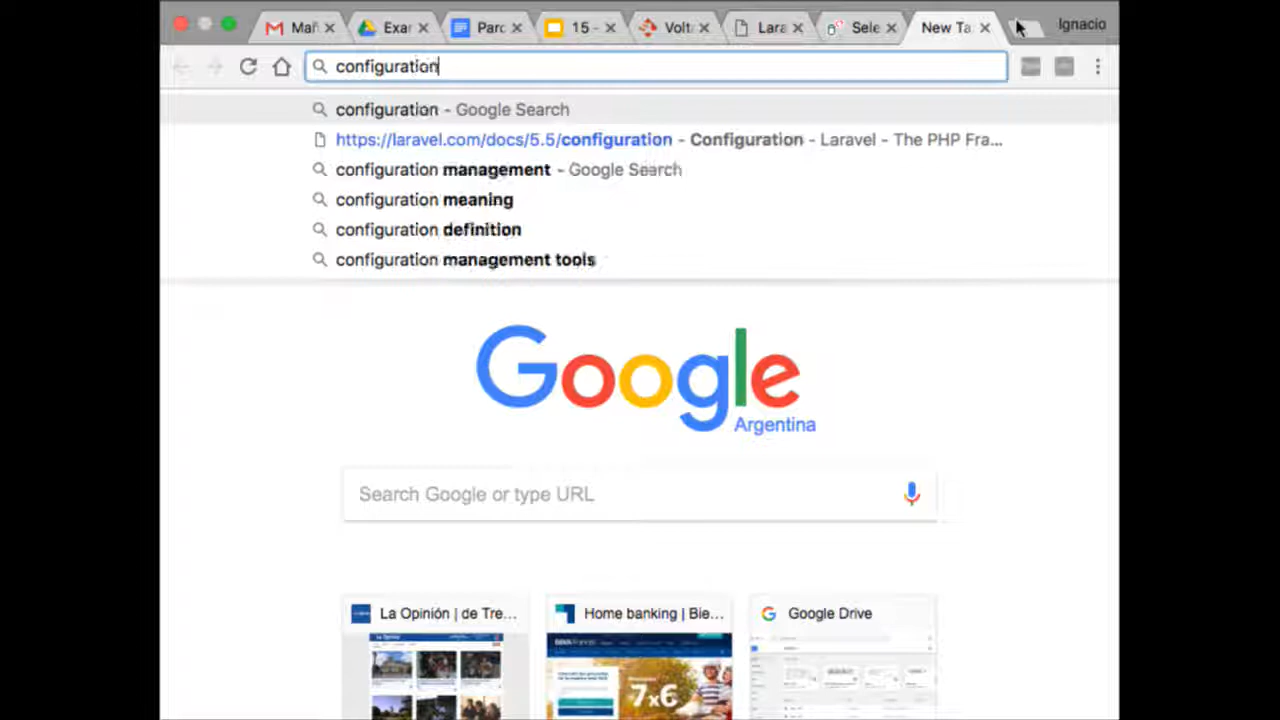 Mañ Exar Parc 15 - Volt Lara Sele New Ta Ignacio
configuration
configuration - Google Search
https://laravel.com/docs/5.5/configuration - Configuration - Laravel - The PHP Fra...
configuration management - Google Search
configuration meaning
configuration definition
configuration management tools
Google
Argentina
Search Google or type URL
La Opinión | de Tre... Home banking | Bie... Google Drive
7x6